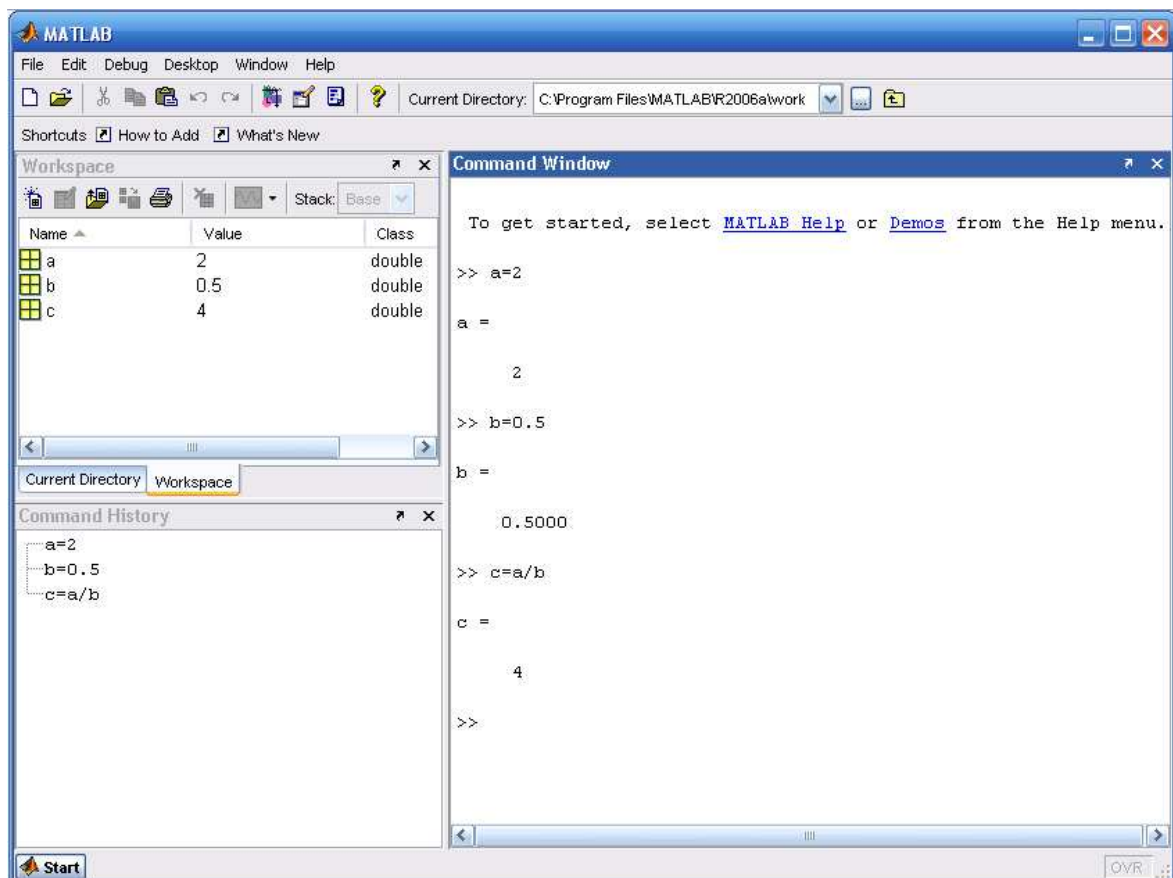 MATLAB
File Edit Debug Desktop Window Help
Current Directory: C:\Program Files\MATLAB\R2006a\work
Shortcuts How to Add What's New
Workspace
Stack: Base
Name Value Class
a 2 double
b 0.5 double
c 4 double
Current Directory Workspace
Command History
a=2
b=0.5
c=a/b
Command Window
To get started, select MATLAB Help or Demos from the Help menu.
>> a=2
a =
2
>> b=0.5
b =
0.5000
>> c=a/b
c =
4
>>
Start
OVR